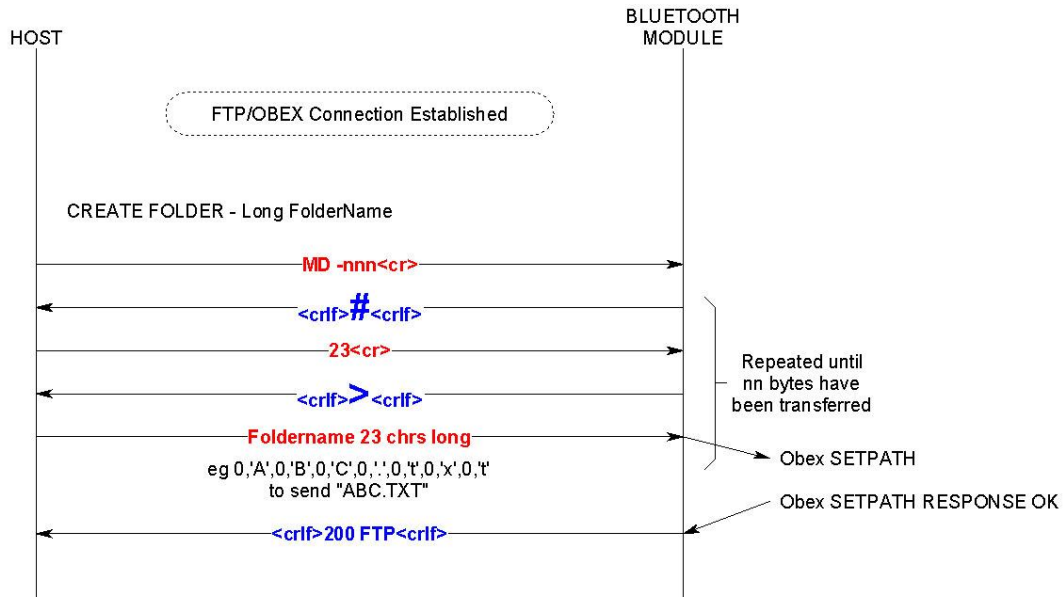 HOST
BLUETOOTH
MODULE
FTP/OBEX Connection Established
CREATE FOLDER - Long FolderName
MD -nnn<cr>
<crlf>#<crlf>
23<cr>
<crlf>><crlf>
Repeated until
nn bytes have
been transferred
Foldername 23 chrs long
Obex SETPATH
eg 0,'A',0,'B',0,'C',0,'.',0,'t',0,'x',0,'t'
to send "ABC.TXT"
Obex SETPATH RESPONSE OK
<crlf>200 FTP<crlf>